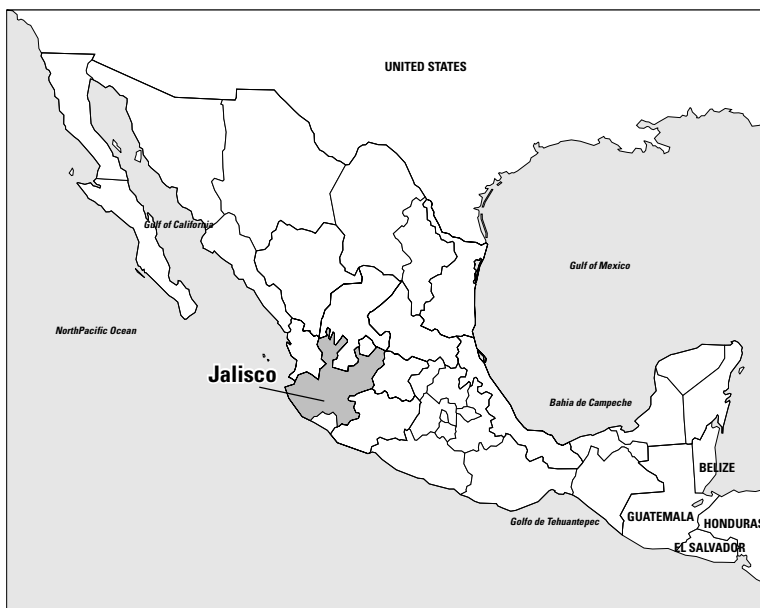 UNITED STATES
Gulf of California
Gulf of Mexico
NorthPacific Ocean
Jalisco
Bahia de Campeche
BELIZE
Golfo de Tehuantepec
GUATEMALA
HONDURAS
EL SALVADOR